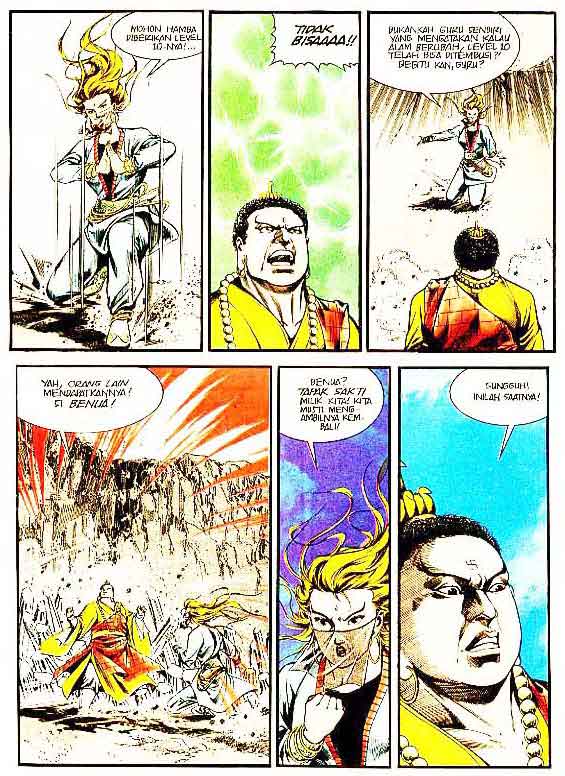 MOHON HAMBA
DIBERIKAN LEVEL
10-NYA!...
TIDAK
BISAAAA!!
BUKANKAH GURU SENDIRI
YANG MENGATAKAN KALAU
ALAM BERUBAH, LEVEL 10
TELAH BISA DITEMBUS!?
BEGITU KAN, GURU?
YAH, ORANG LAIN
MENDAPATKANNYA!
SI BENUA!
BENUA?
TAPAK SAKTI
MILIK KITA! KITA
MUSTI MENG-
AMBILNYA KEM-
BALI!
SUNGGUH!
INILAH SAATNYA!